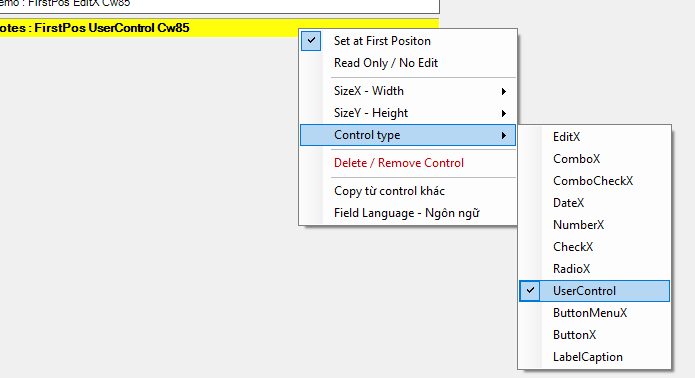 emo : FirstPos EditX Cw85
otes : FirstPos UserControl Cw85
Set at First Positon
Read Only / No Edit
SizeX - Width
SizeY - Height
Control type
Delete / Remove Control
Copy từ control khác
Field Language - Ngôn ngữ
EditX
ComboX
ComboCheckX
DateX
NumberX
CheckX
RadioX
UserControl
ButtonMenuX
ButtonX
LabelCaption